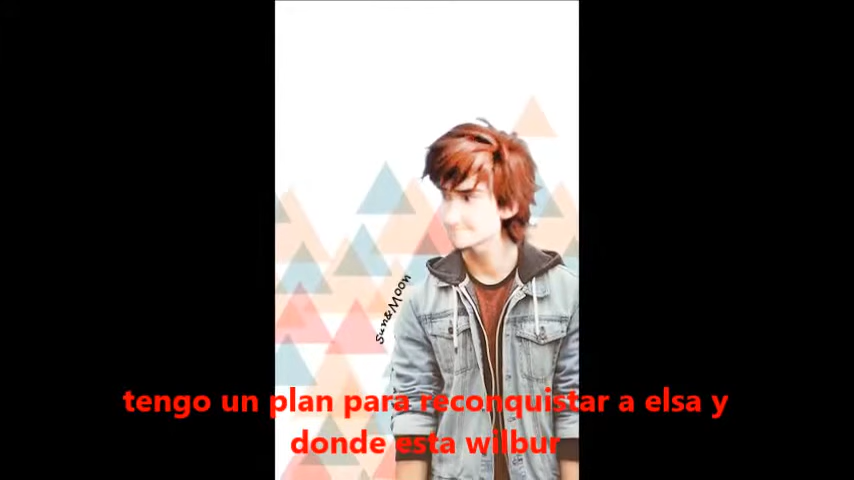 Sun&Moon
tengo un plan para reconquistar a elsa y
donde esta wilbur